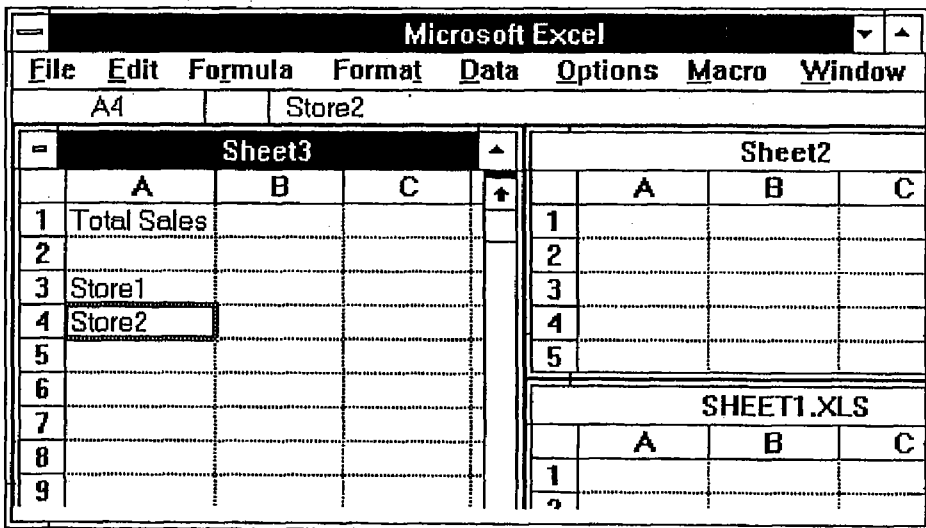 Microsoft Excel
File Edit Formula Format Data Options Macro Window
A4 Store2
Sheet3
A B C
1 Total Sales
2
3 Store1
4 Store2
5
6
7
8
9
Sheet2
A B C
1
2
3
4
5
SHEET1.XLS
A B C
1